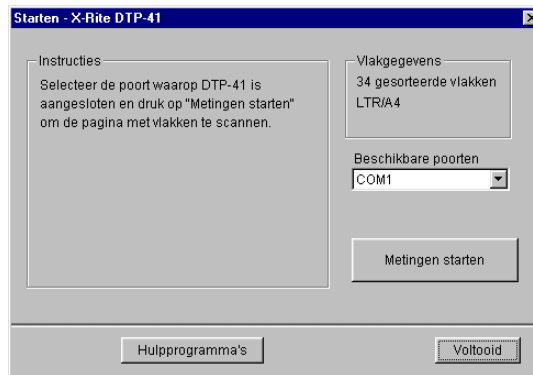 Starten - X-Rite DTP-41
Instructies
Selecteer de poort waarop DTP-41 is
aangesloten en druk op "Metingen starten"
om de pagina met vlakken te scannen.
Vlakgegevens
34 gesorteerde vlakken
LTR/A4
Beschikbare poorten
COM1
Metingen starten
Hulpprogramma's
Voltooid